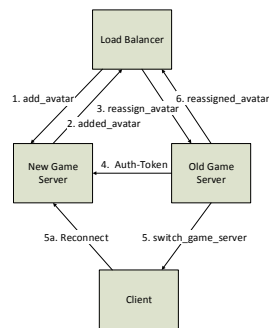 Load Balancer
1. add_avatar
6. reassigned_avatar
3. reassign_avatar
2. added_avatar
New Game
Server
4. Auth-Token
Old Game
Server
5a. Reconnect
5. switch_game_server
Client